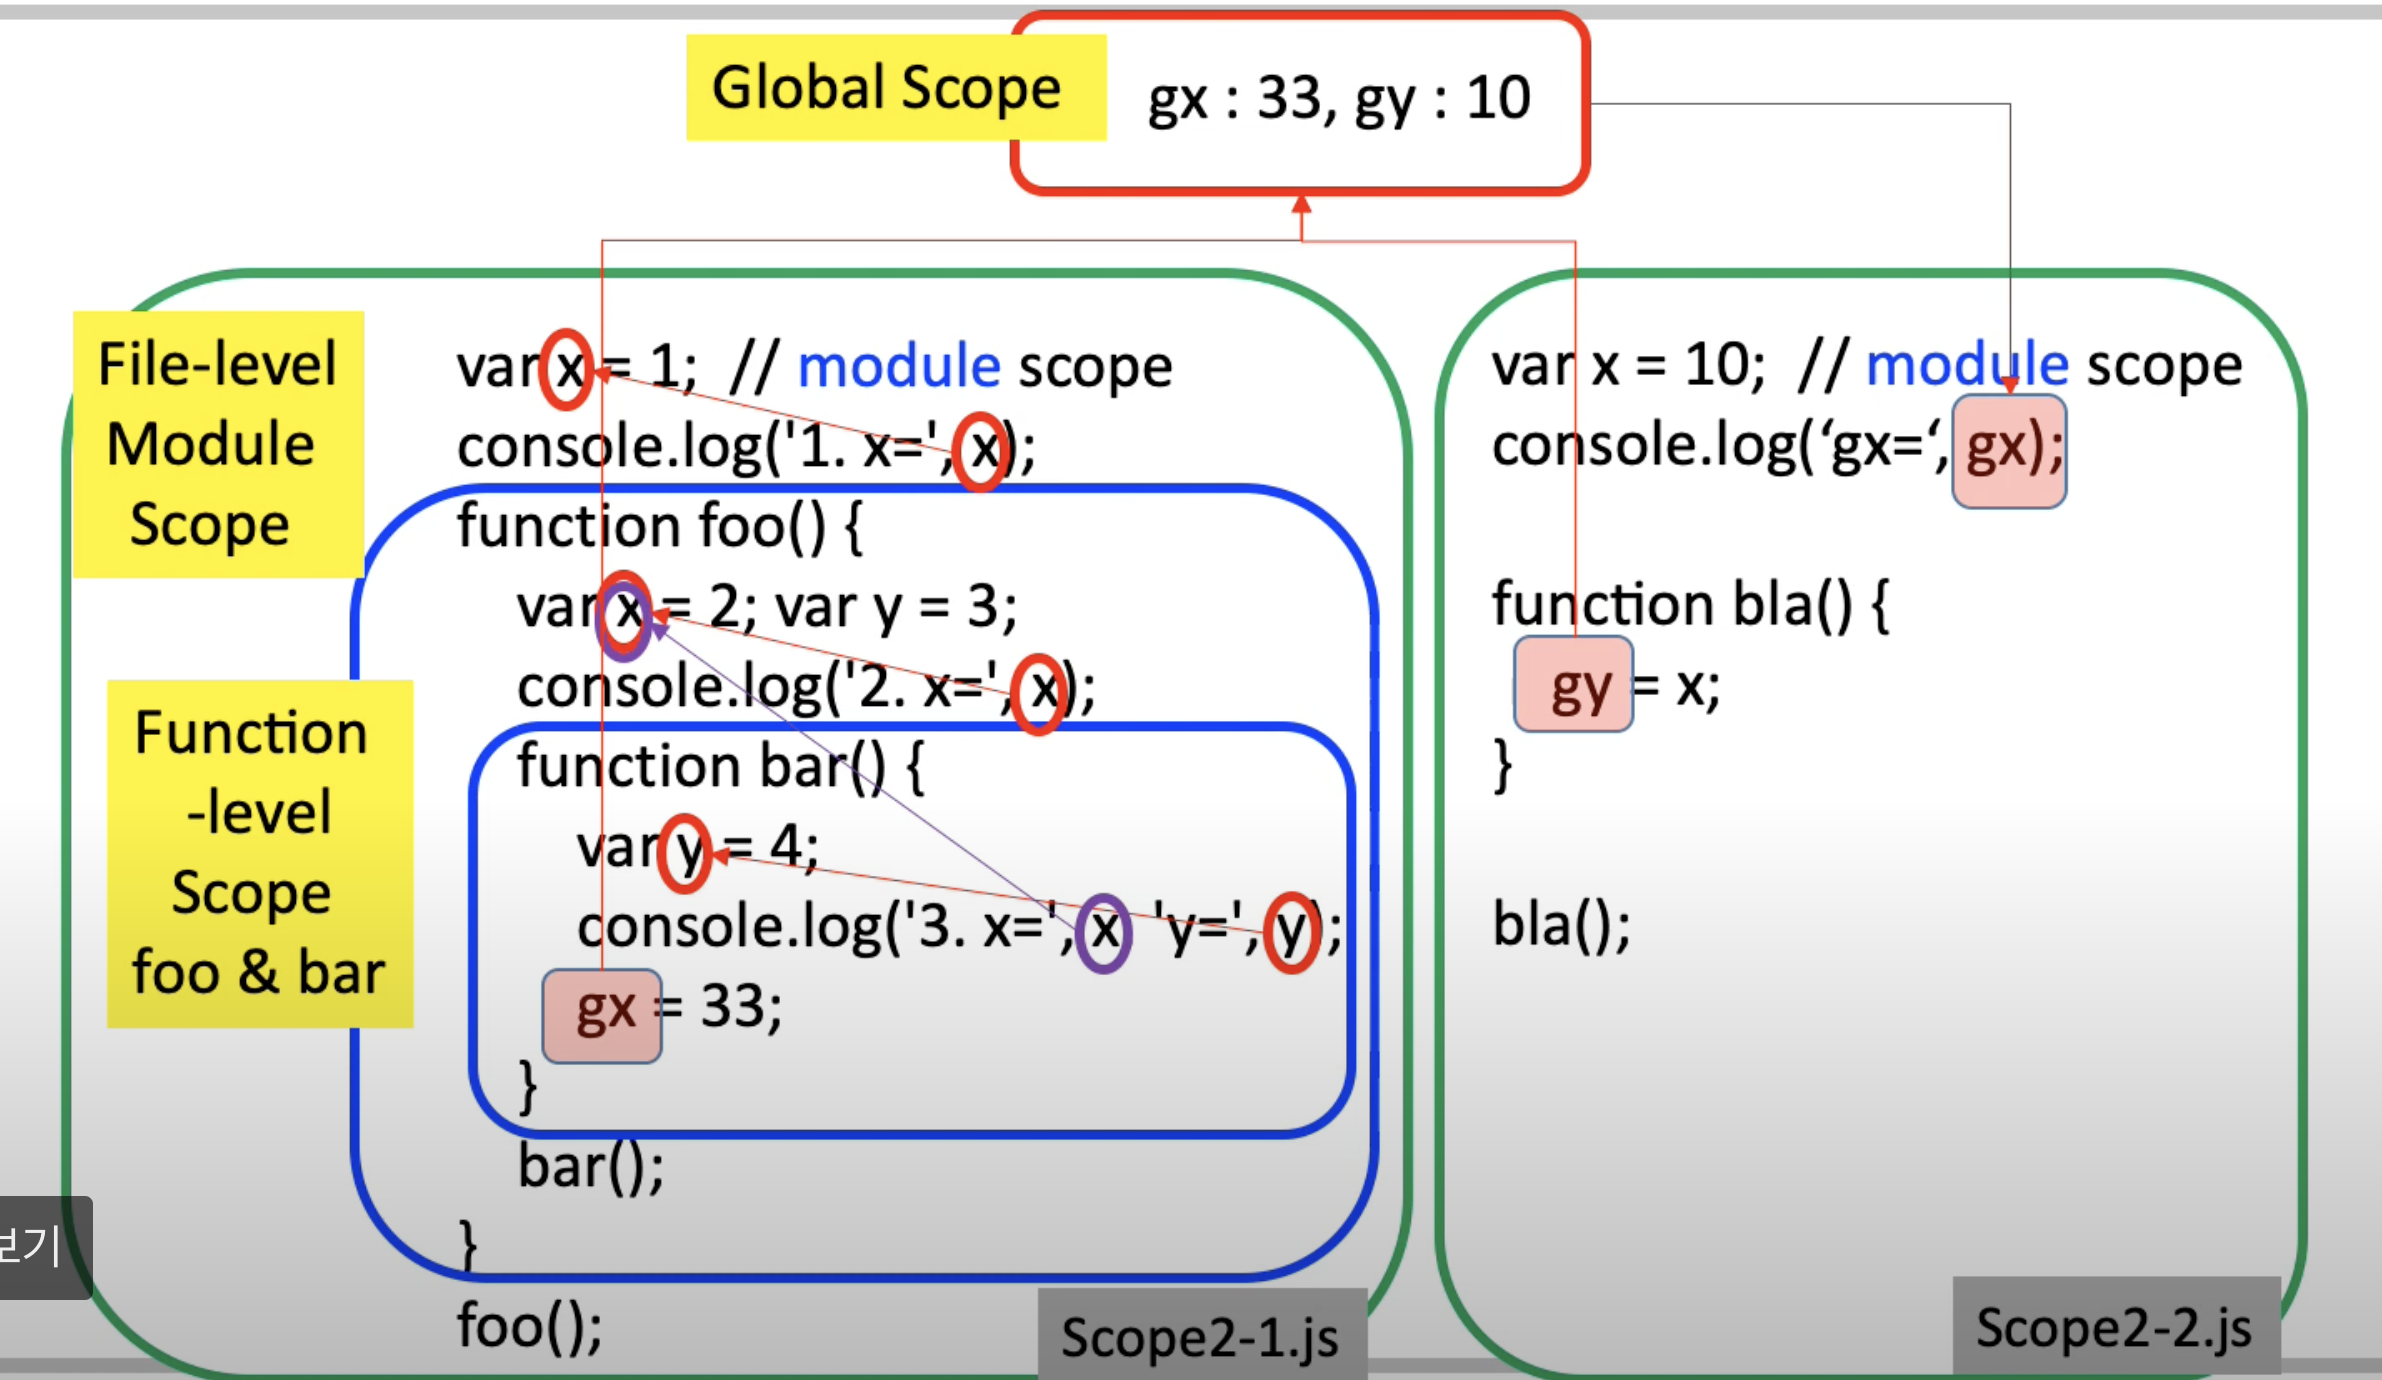 Global Scope
gx : 33, gy : 10
File-level
Module
Scope
Function
-level
Scope
foo & bar
var x = 1;  // module scope
console.log('1. x=', x);
function foo() {
var x = 2; var y = 3;
console.log('2. x=', x);
function bar() {
var y = 4;
console.log('3. x=', x 'y=', y);
gx = 33;
}
bar();
}
foo();
Scope2-1.js
var x = 10;  // module scope
console.log(‘gx=‘, gx);
function bla() {
gy = x;
}
bla();
Scope2-2.js
보기